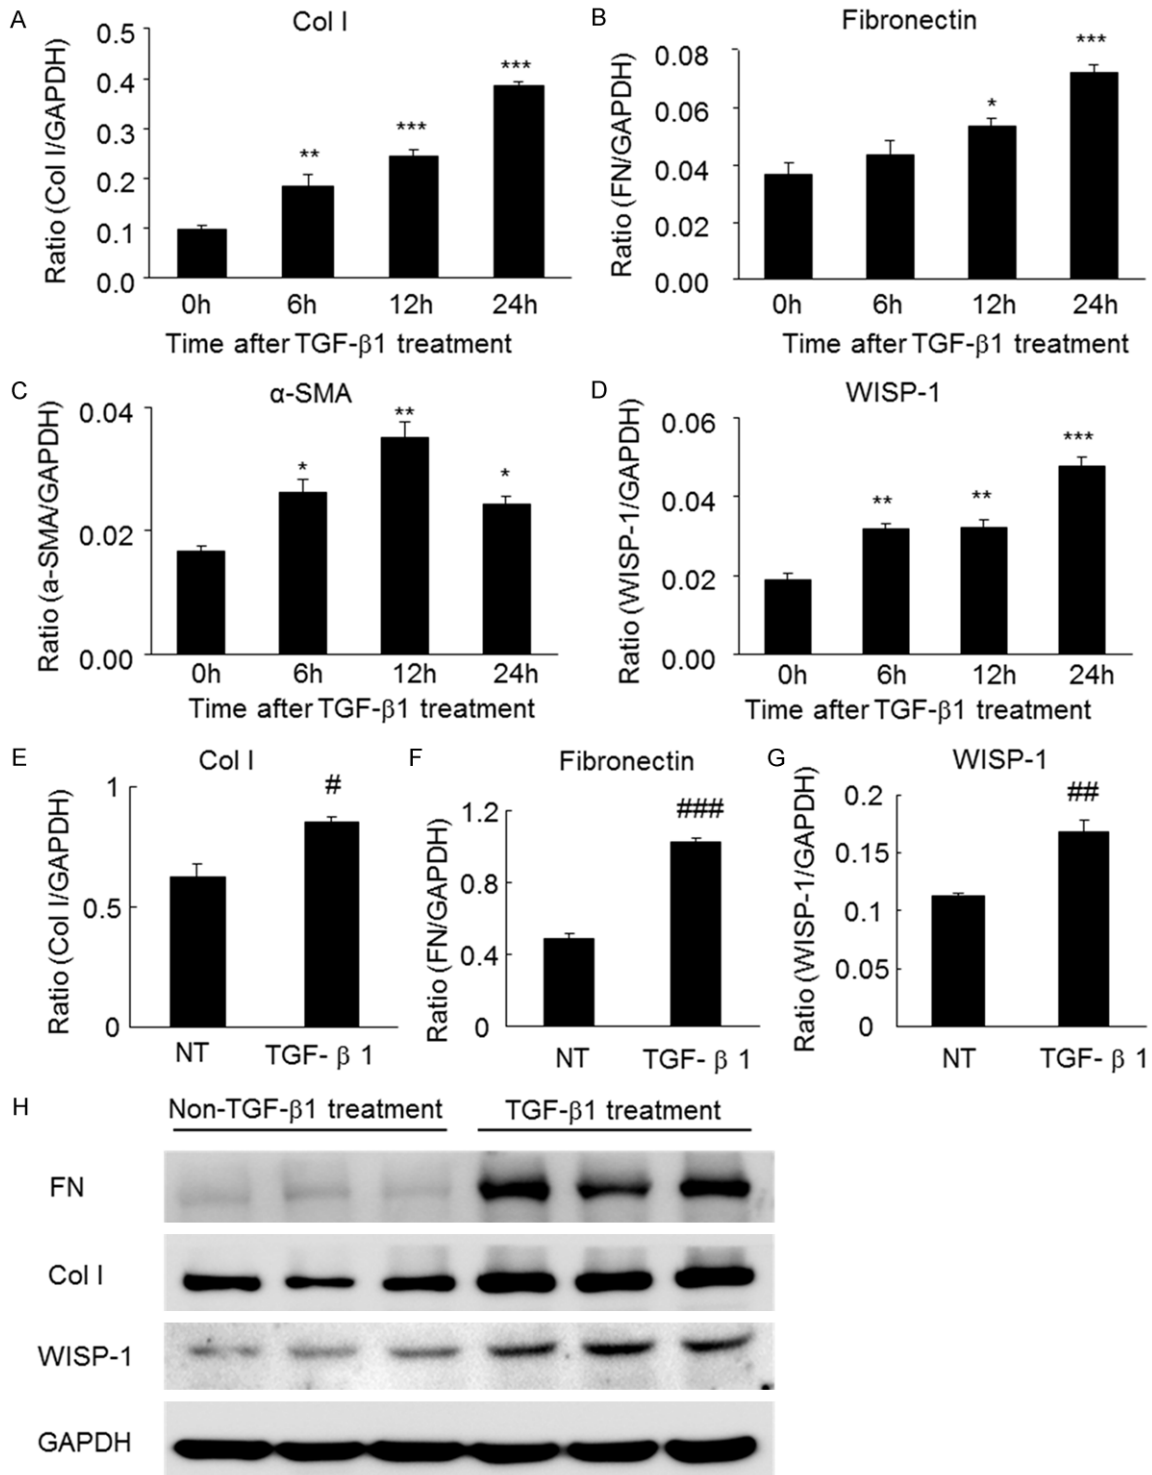 A
Col I
Ratio (Col I/GAPDH)
0.5
0.4
0.3
0.2
0.1
0.0
**
***
***
0h 6h 12h 24h
Time after TGF-β1 treatment
B
Fibronectin
Ratio (FN/GAPDH)
0.08
0.06
0.04
0.02
0.00
*
***
0h 6h 12h 24h
Time after TGF-β1 treatment
C
α-SMA
Ratio (a-SMA/GAPDH)
0.04
0.02
0.00
*
**
*
0h 6h 12h 24h
Time after TGF-β1 treatment
D
WISP-1
Ratio (WISP-1/GAPDH)
0.06
0.04
0.02
0.00
**
**
***
0h 6h 12h 24h
Time after TGF-β1 treatment
E
Col I
Ratio (Col I/GAPDH)
1
0.5
0
#
NT TGF- β 1
F
Fibronectin
Ratio (FN/GAPDH)
1.2
0.8
0.4
0
###
NT TGF- β 1
G
WISP-1
Ratio (WISP-1/GAPDH)
0.2
0.15
0.1
0.05
0
##
NT TGF- β 1
H
Non-TGF-β1 treatment TGF-β1 treatment
FN
Col I
WISP-1
GAPDH